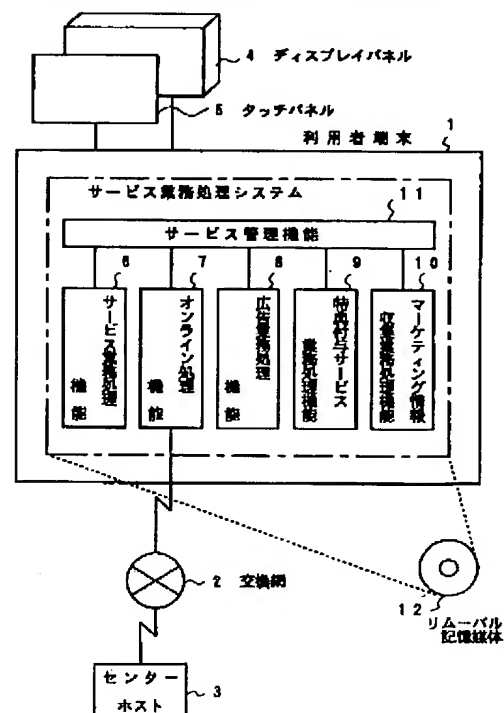 4 ディスプレイパネル
5 タッチパネル
利用者端末
1
サービス業務処理システム
11
サービス管理機能
6
7
8
9
10
サービス業務処理
機能
オンライン処理
機能
広告業務処理
機能
特典付与サービス
業務処理機能
マーケティング情報
収集業務処理機能
2 交換網
12
リムーバル
記憶媒体
センター
ホスト
3